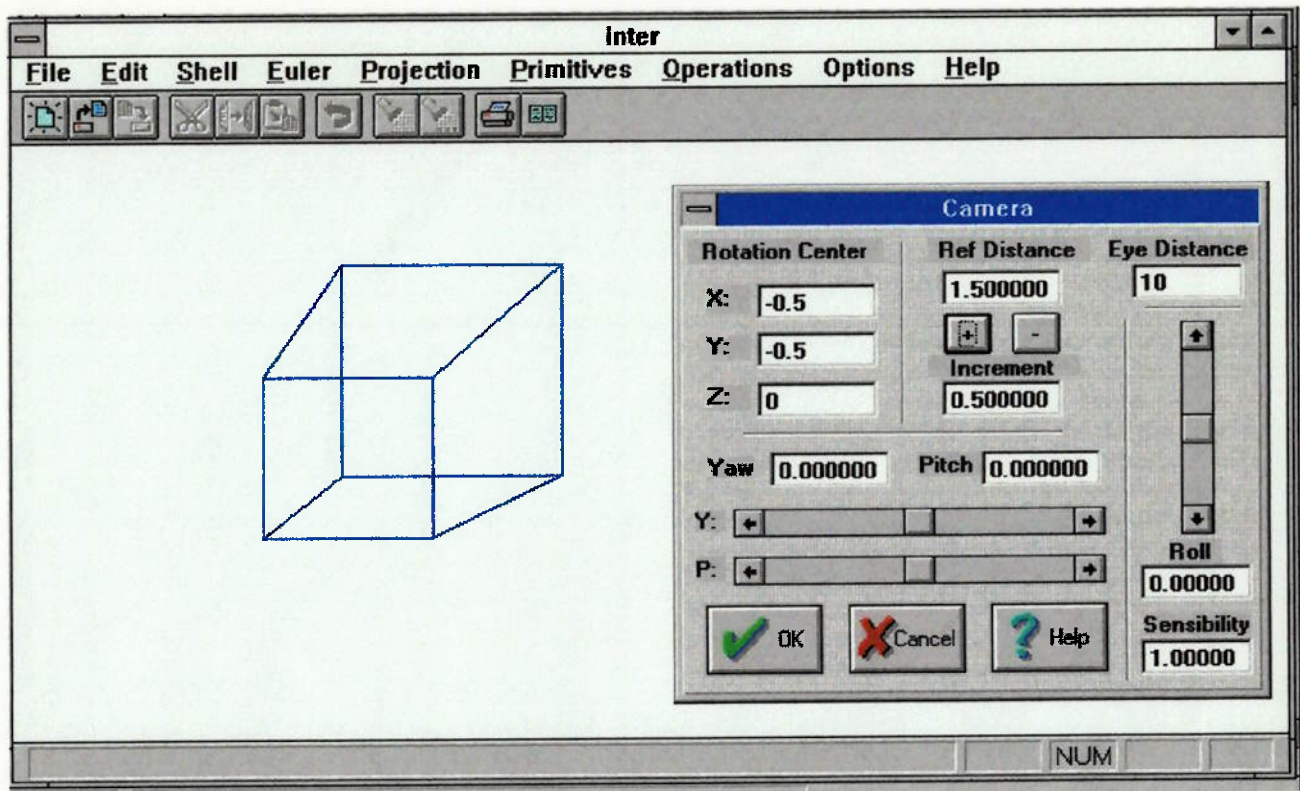 Inter
File Edit Shell Euler Projection Primitives Operations Options Help
Camera
Rotation Center Ref Distance Eye Distance
X: -0.5 1.500000 10
Y: -0.5 + -
Increment
Z: 0 0.500000
Yaw 0.000000 Pitch 0.000000
Y:
P:
Roll
0.00000
OK Cancel Help
Sensibility
1.00000
NUM